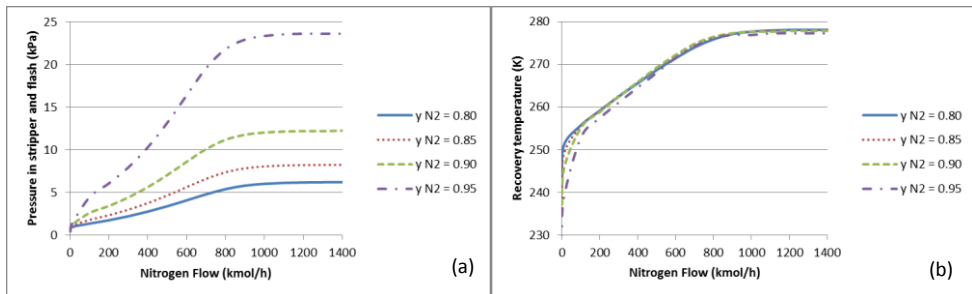 Pressure in stripper and flash (kPa)
25
20
15
10
5
0
0 200 400 600 800 1000 1200 1400
Nitrogen Flow (kmol/h)
y N2 = 0.80
y N2 = 0.85
y N2 = 0.90
y N2 = 0.95
(a)
Recovery temperature (K)
280
270
260
250
240
230
0 200 400 600 800 1000 1200 1400
Nitrogen Flow (kmol/h)
y N2 = 0.80
y N2 = 0.85
y N2 = 0.90
y N2 = 0.95
(b)